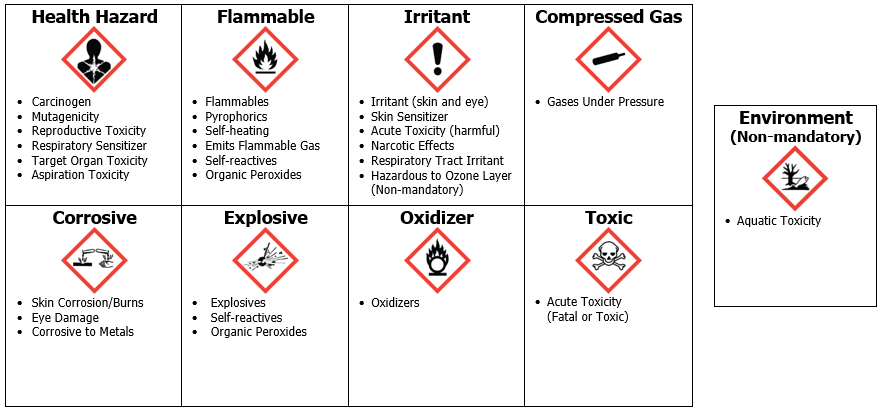 Health Hazard
Carcinogen
Mutagenicity
Reproductive Toxicity
Respiratory Sensitizer
Target Organ Toxicity
Aspiration Toxicity
Flammable
Flammables
Pyrophorics
Self-heating
Emits Flammable Gas
Self-reactives
Organic Peroxides
Irritant
Irritant (skin and eye)
Skin Sensitizer
Acute Toxicity (harmful)
Narcotic Effects
Respiratory Tract Irritant
Hazardous to Ozone Layer
(Non-mandatory)
Compressed Gas
Gases Under Pressure
Corrosive
Skin Corrosion/Burns
Eye Damage
Corrosive to Metals
Explosive
Explosives
Self-reactives
Organic Peroxides
Oxidizer
Oxidizers
Toxic
Acute Toxicity
(Fatal or Toxic)
Environment
(Non-mandatory)
Aquatic Toxicity